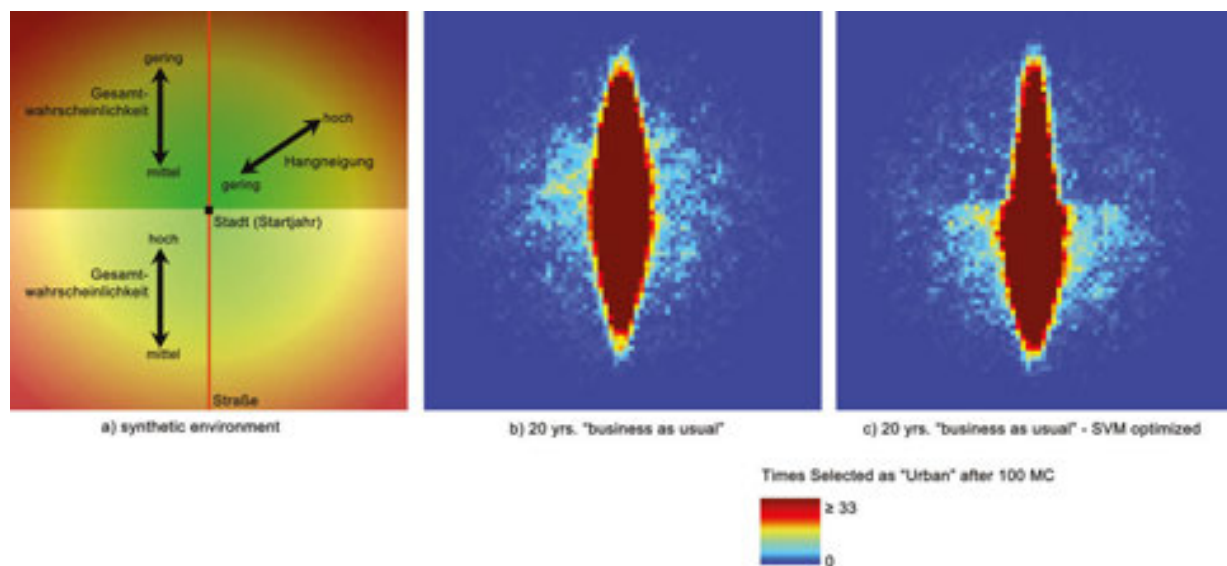 gering
Gesamt-
wahrscheinlichkeit
mittel
hoch
Hangneigung
gering
Stadt (Startjahr)
hoch
Gesamt-
wahrscheinlichkeit
mittel
Straße
a) synthetic environment
b) 20 yrs. "business as usual"
c) 20 yrs. "business as usual" - SVM optimized
Times Selected as "Urban" after 100 MC
≥ 33
0